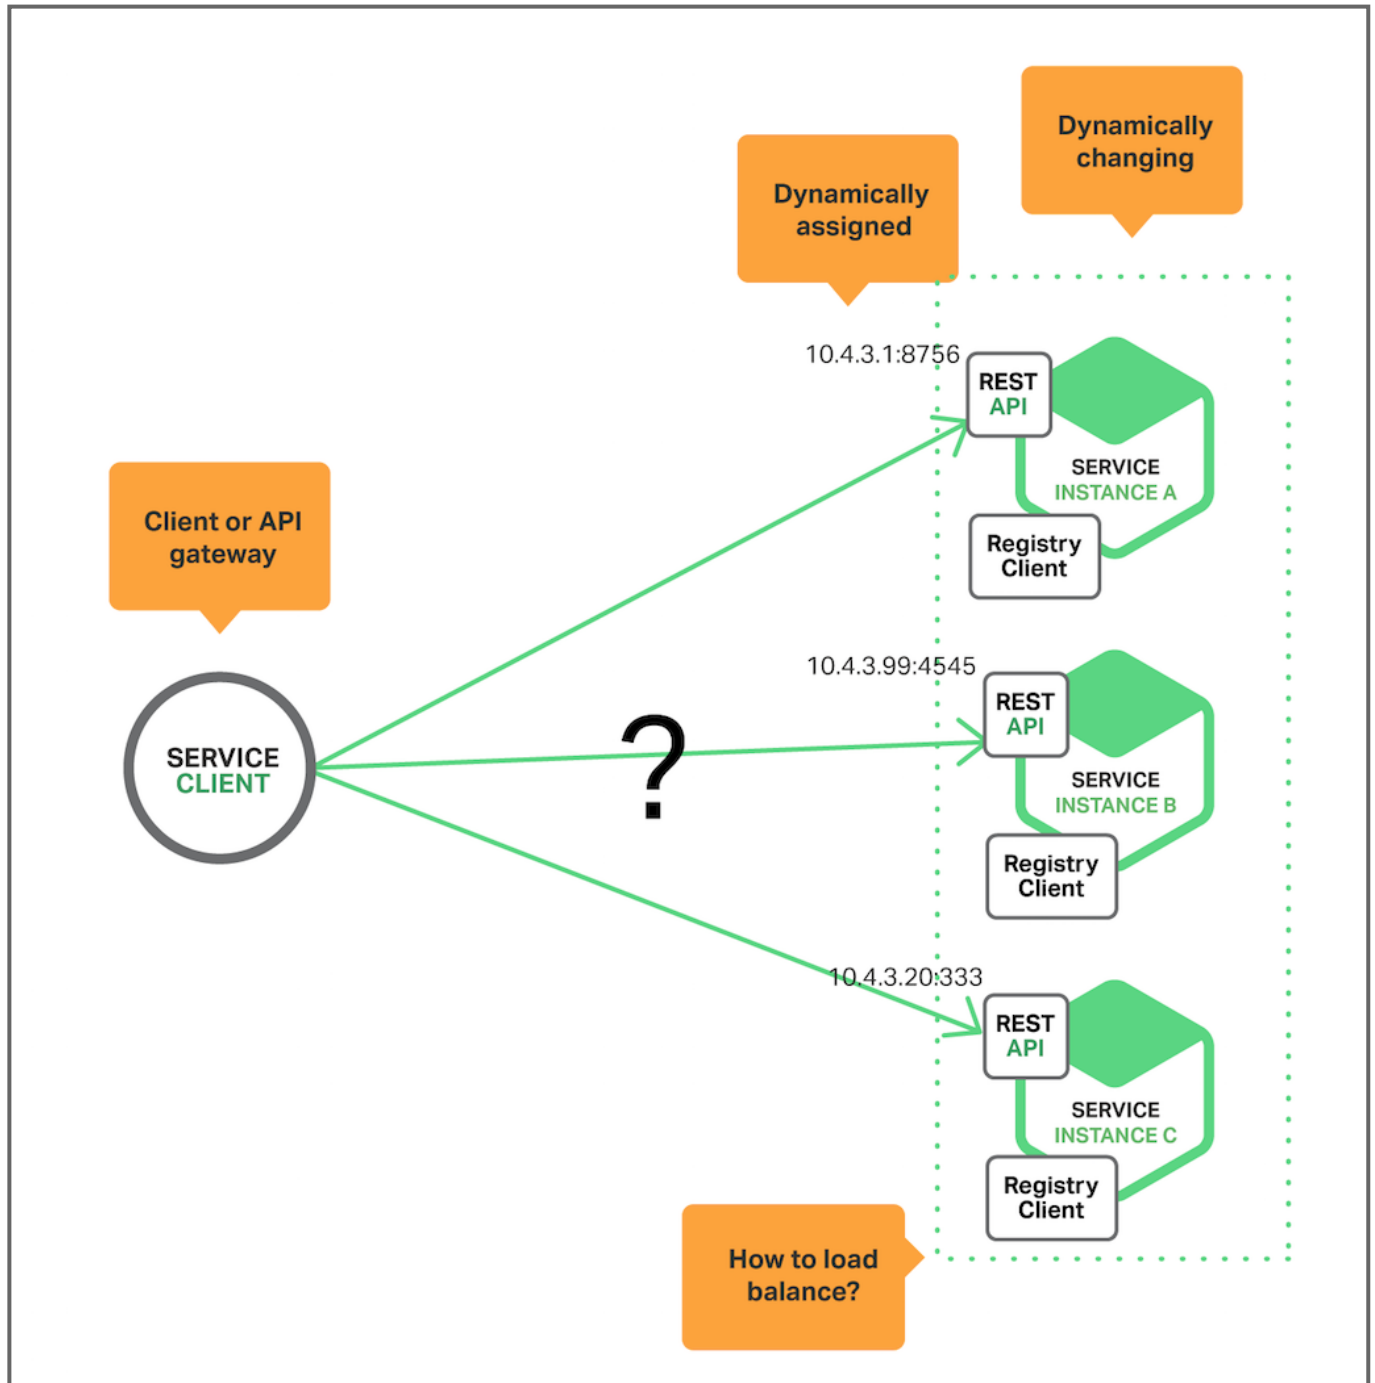 Dynamically
changing
Dynamically
assigned
10.4.3.1:8756
REST
API
SERVICE
INSTANCE A
Registry
Client
Client or API
gateway
10.4.3.99:4545
REST
API
SERVICE
CLIENT
?
SERVICE
INSTANCE B
Registry
Client
10.4.3.20:333
REST
API
SERVICE
INSTANCE C
Registry
Client
How to load
balance?